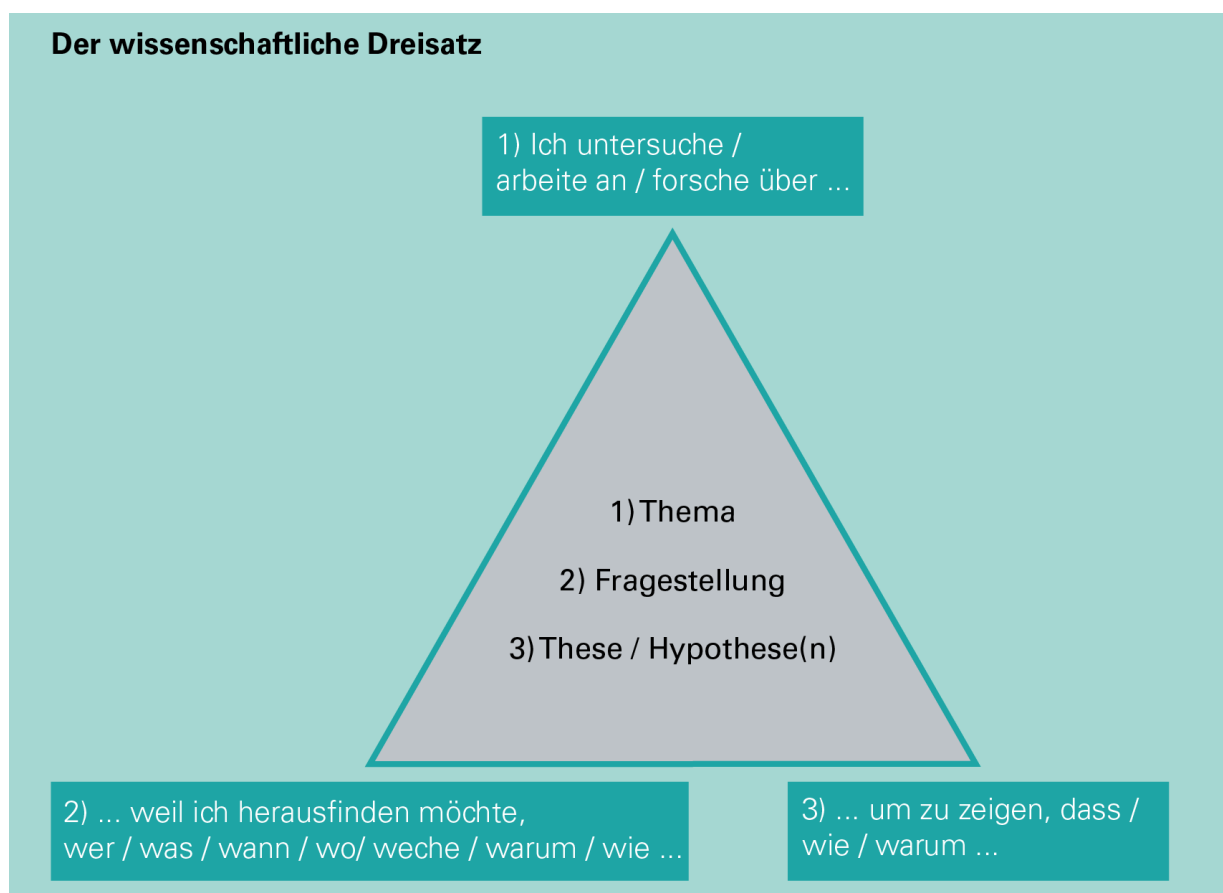 Der wissenschaftliche Dreisatz
1) Ich untersuche /
arbeite an / forsche über ...
1) Thema
2) Fragestellung
3) These / Hypothese(n)
2) ... weil ich herausfinden möchte,
wer / was / wann / wo/ weche / warum / wie ...
3) ... um zu zeigen, dass /
wie / warum ...